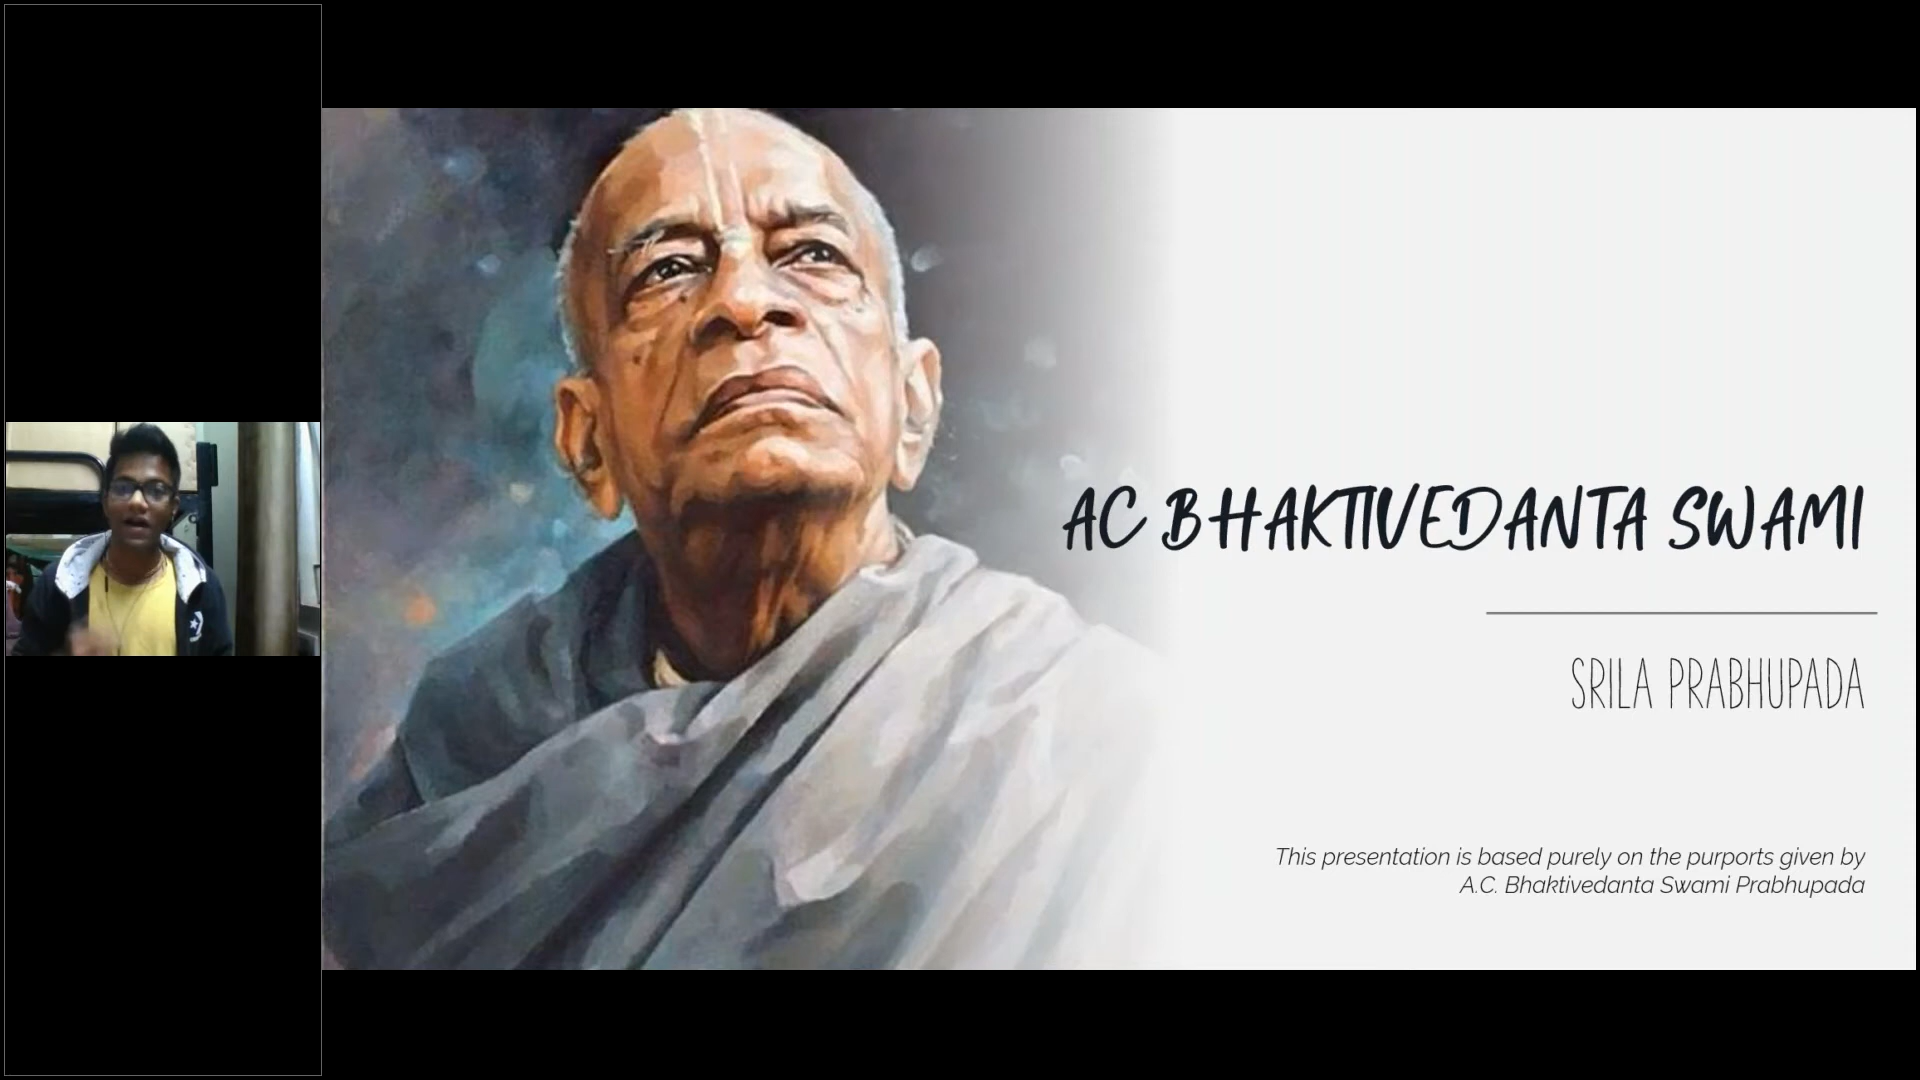 AC BHAKTIVEDANTA SWAMI
SRILA PRABHUPADA
This presentation is based purely on the purports given by
A.C. Bhaktivedanta Swami Prabhupada